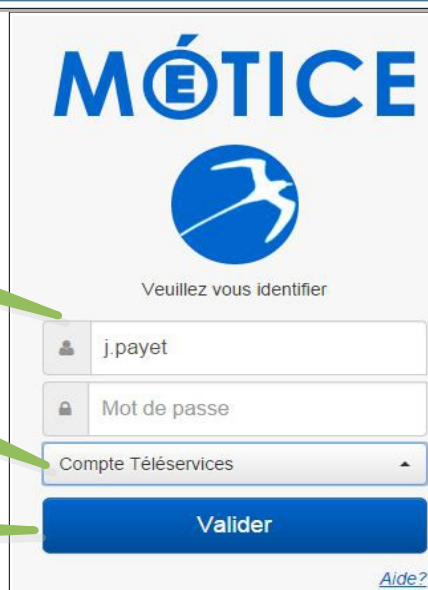 MÉTICE
Veuillez vous identifier
j.payet
Mot de passe
Compte Téléservices
Valider
Aide?